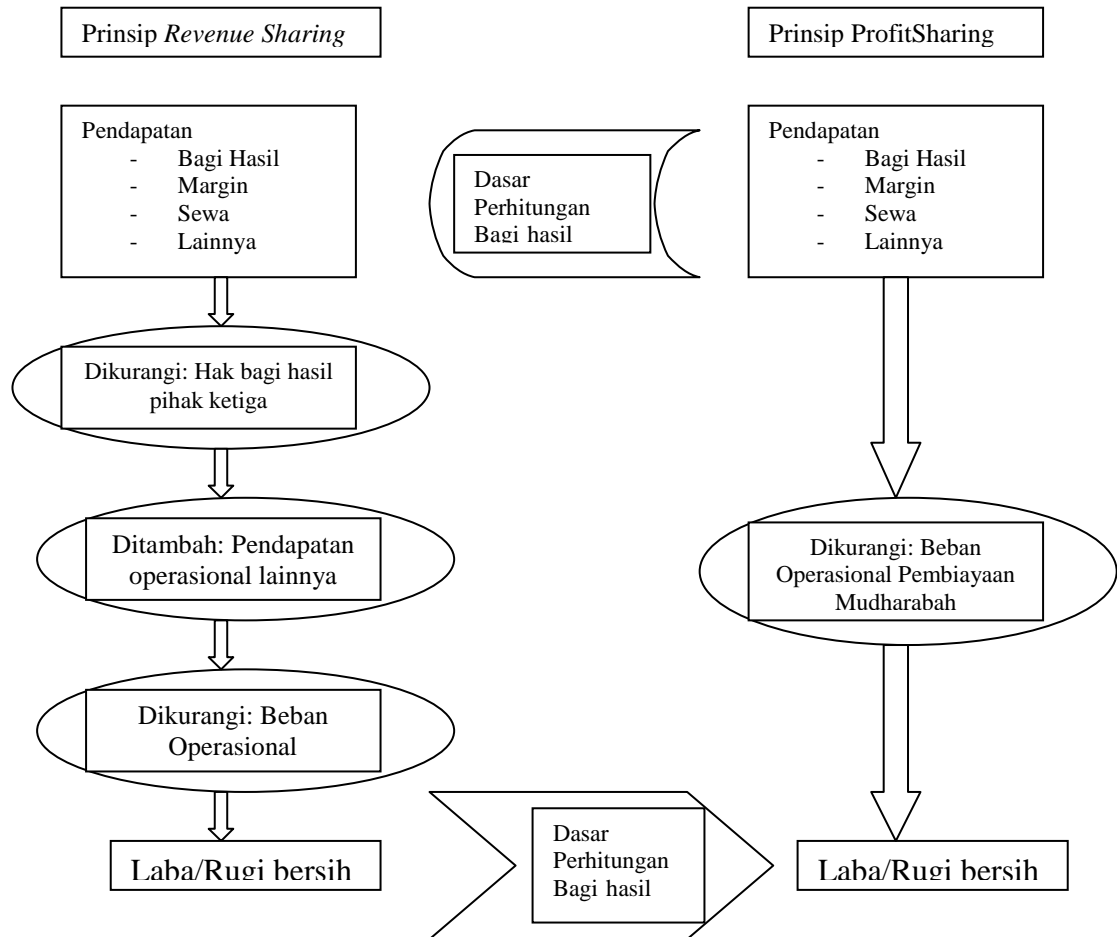 Prinsip Revenue Sharing
Prinsip ProfitSharing
Pendapatan
- Bagi Hasil
- Margin
- Sewa
- Lainnya
Dasar
Perhitungan
Bagi hasil
Pendapatan
- Bagi Hasil
- Margin
- Sewa
- Lainnya
Dikurangi: Hak bagi hasil
pihak ketiga
Ditambah: Pendapatan
operasional lainnya
Dikurangi: Beban
Operasional Pembiayaan
Mudharabah
Dikurangi: Beban
Operasional
Dasar
Perhitungan
Bagi hasil
Laba/Rugi bersih
Laba/Rugi bersih